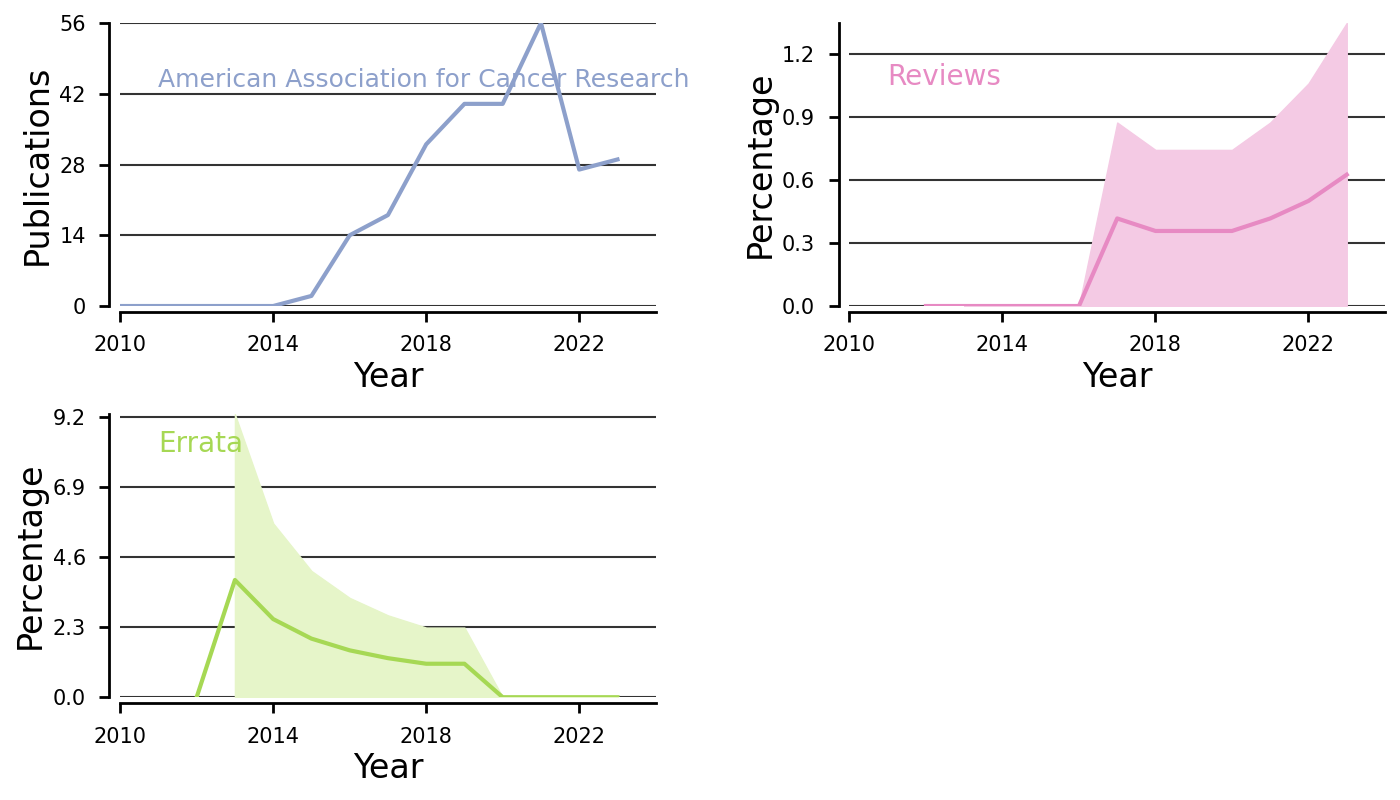 Publications
56
42
28
14
0
American Association for Cancer Research
2010 2014 2018 2022
Year
Percentage
1.2
0.9
0.6
0.3
0.0
Reviews
2010 2014 2018 2022
Year
Percentage
9.2
6.9
4.6
2.3
0.0
Errata
2010 2014 2018 2022
Year